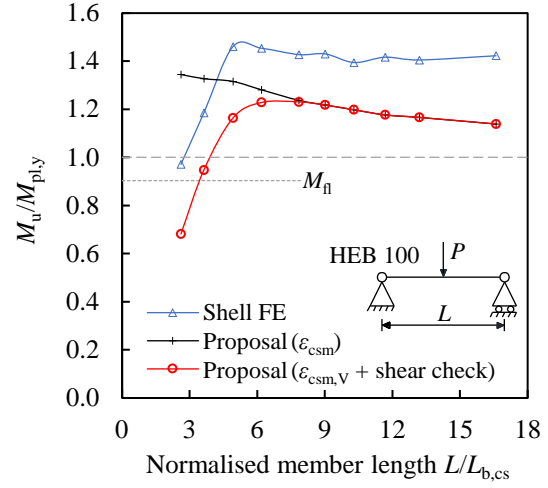 1.6
1.4
1.2
1.0
0.8
0.6
0.4
0.2
0.0
Mu/Mpl,y
Mfl
HEB 100
P
L
Shell FE
Proposal (εcsm)
Proposal (εcsm,V + shear check)
0 3 6 9 12 15 18
Normalised member length L/Lb,cs